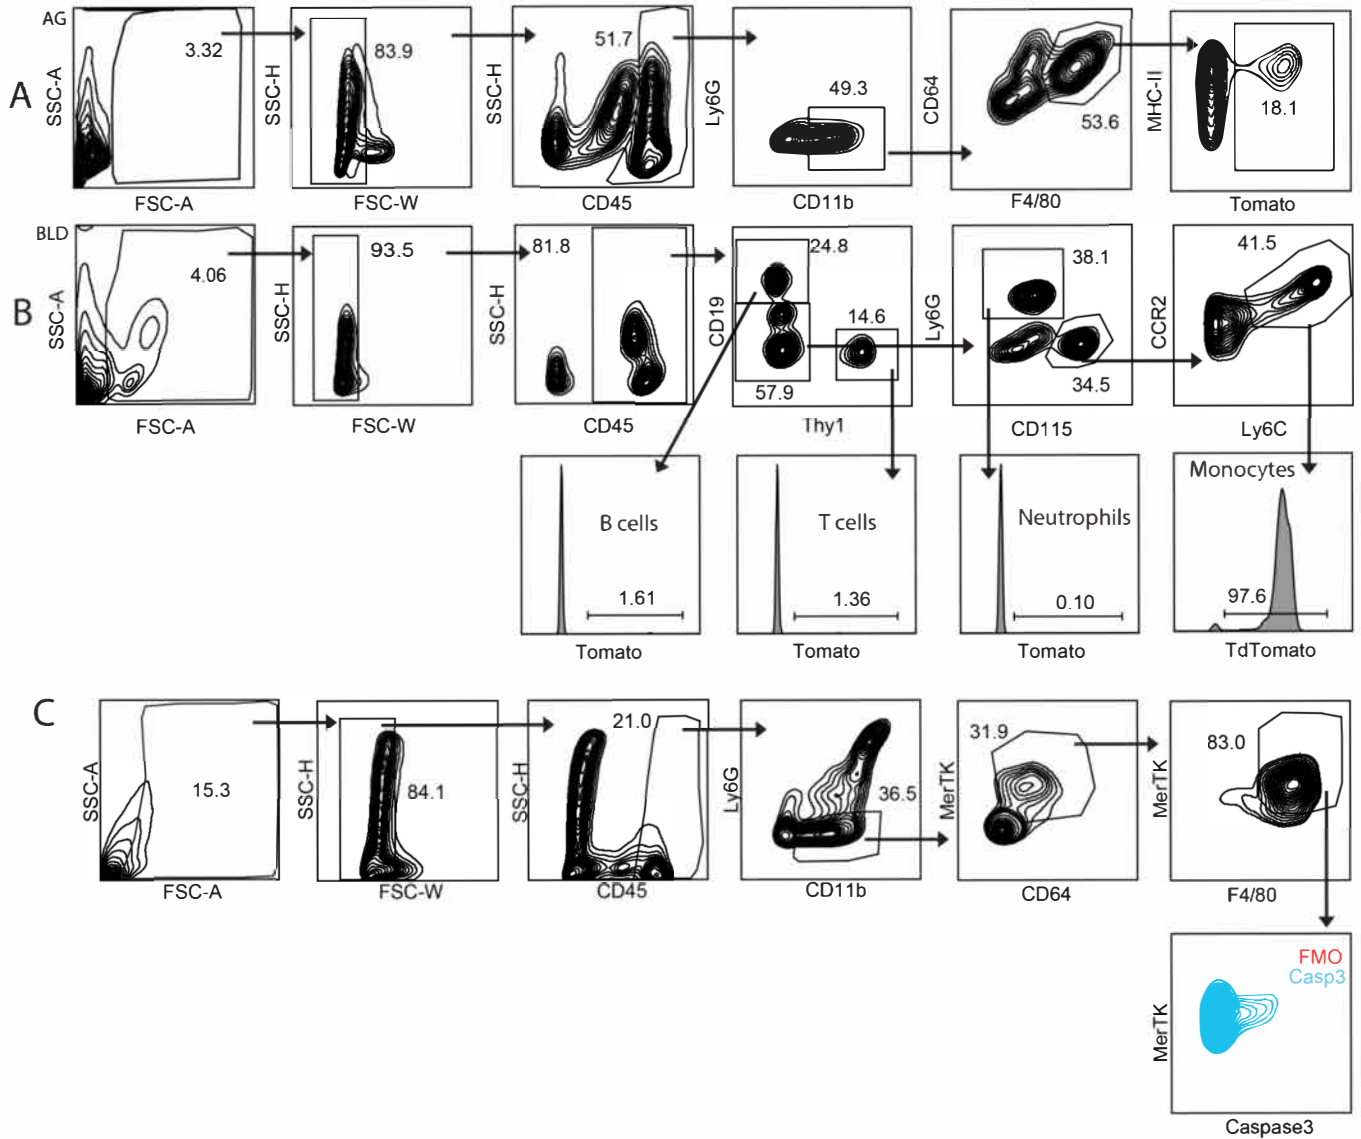 AG
A
SSC-A
3.32
FSC-A
SSC-H
83.9
FSC-W
SSC-H
51.7
CD45
Ly6G
49.3
CD11b
CD64
53.6
F4/80
MHC-II
18.1
Tomato
BLD
B
SSC-A
4.06
FSC-A
SSC-H
93.5
FSC-W
SSC-H
81.8
CD45
CD19
24.8
14.6
57.9
Thy1
Ly6G
38.1
34.5
CD115
CCR2
41.5
Ly6C
B cells
1.61
Tomato
T cells
1.36
Tomato
Neutrophils
0.10
Tomato
Monocytes
97.6
TdTomato
C
SSC-A
15.3
FSC-A
SSC-H
84.1
FSC-W
SSC-H
21.0
CD45
Ly6G
36.5
CD11b
MerTK
31.9
CD64
MerTK
83.0
F4/80
MerTK
FMO
Casp3
Caspase3